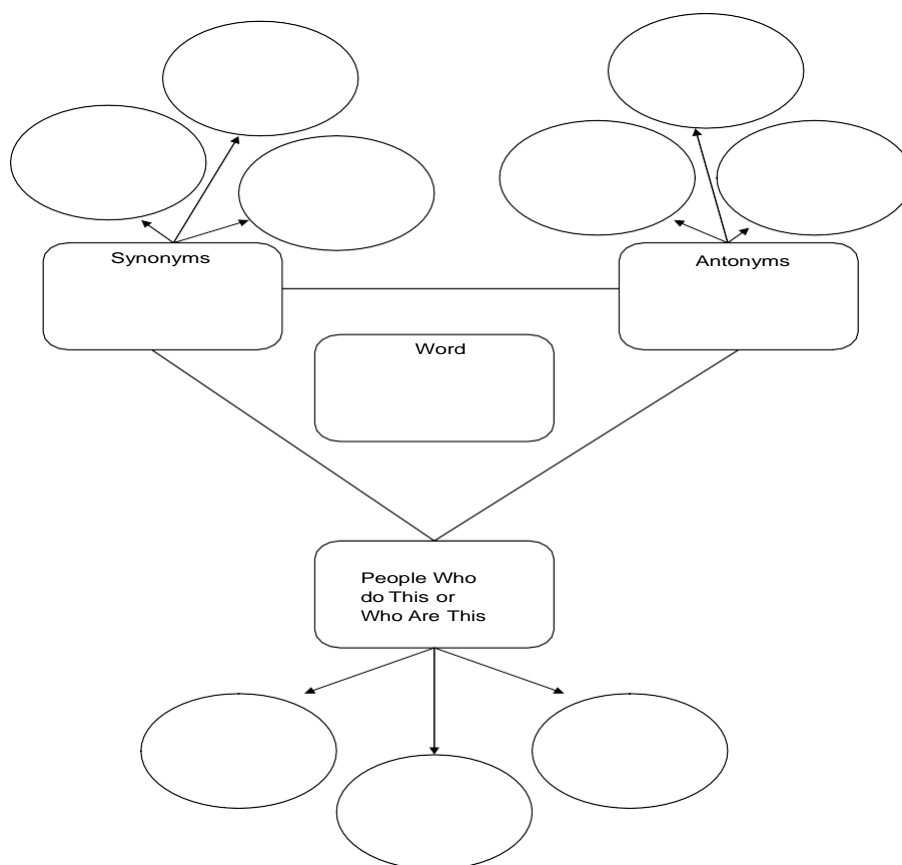 Synonyms
Antonyms
Word
People Who
do This or
Who Are This